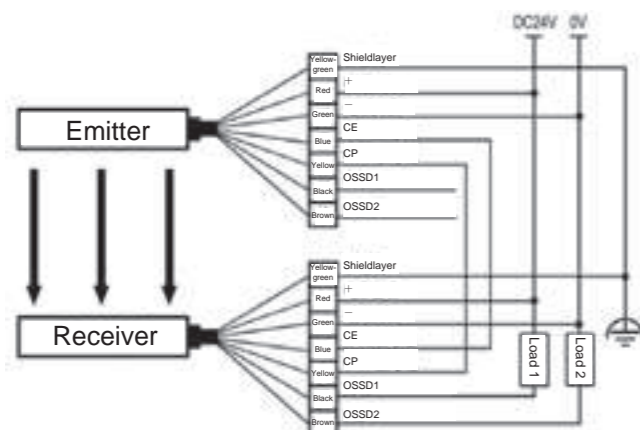 DC24V 0V
Yellow-
green
Shieldlayer
Red
+
Green
−
Blue
CE
Yellow
CP
Black
OSSD1
Brown
OSSD2
Emitter
Yellow-
green
Shieldlayer
Red
+
Green
−
Blue
CE
Yellow
CP
Black
OSSD1
Brown
OSSD2
Receiver
Load 1
Load 2